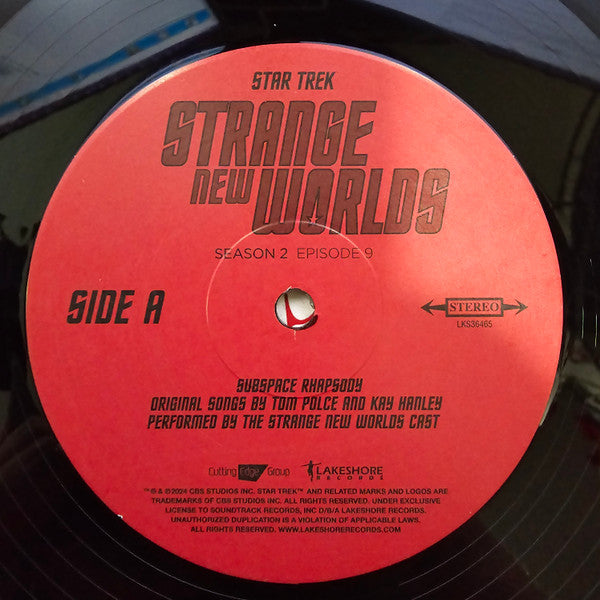 STAR TREK
STRANGE
NEW WORLDS
SEASON 2 EPISODE 9
SIDE A
STEREO
LKS36465
SUBSPACE RHAPSODY
ORIGINAL SONGS BY TOM POLCE AND KAY HANLEY
PERFORMED BY THE STRANGE NEW WORLDS CAST
Cutting Edge Group
LAKESHORE
RECORDS
™ & ©℗2024 CBS STUDIOS INC. STAR TREK™ AND RELATED MARKS AND LOGOS ARE
TRADEMARKS OF CBS STUDIOS INC. ALL RIGHTS RESERVED. UNDER EXCLUSIVE
LICENSE TO SOUNDTRACK RECORDS, INC D/B/A LAKESHORE RECORDS.
UNAUTHORIZED DUPLICATION IS A VIOLATION OF APPLICABLE LAWS.
ALL RIGHTS RESERVED. WWW.LAKESHORERECORDS.COM